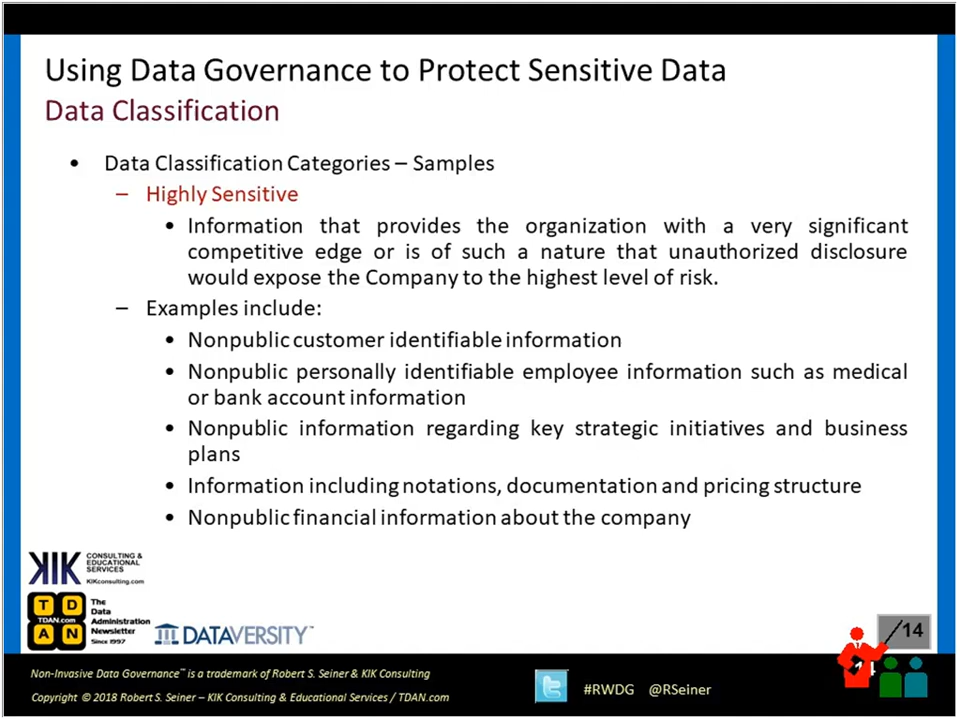 Using Data Governance to Protect Sensitive Data
Data Classification
• Data Classification Categories – Samples
– Highly Sensitive
• Information that provides the organization with a very significant
competitive edge or is of such a nature that unauthorized disclosure
would expose the Company to the highest level of risk.
– Examples include:
• Nonpublic customer identifiable information
• Nonpublic personally identifiable employee information such as medical
or bank account information
• Nonpublic information regarding key strategic initiatives and business
plans
• Information including notations, documentation and pricing structure
• Nonpublic financial information about the company
KIK
CONSULTING &
EDUCATIONAL
SERVICES
KIKconsulting.com
T D
TDAN.com
A N
The
Data
Administration
Newsletter
Since 1997
DATAVERSITY™
14
14
Non-Invasive Data Governance™ is a trademark of Robert S. Seiner & KIK Consulting
Copyright © 2018 Robert S. Seiner – KIK Consulting & Educational Services / TDAN.com
#RWDG @RSeiner